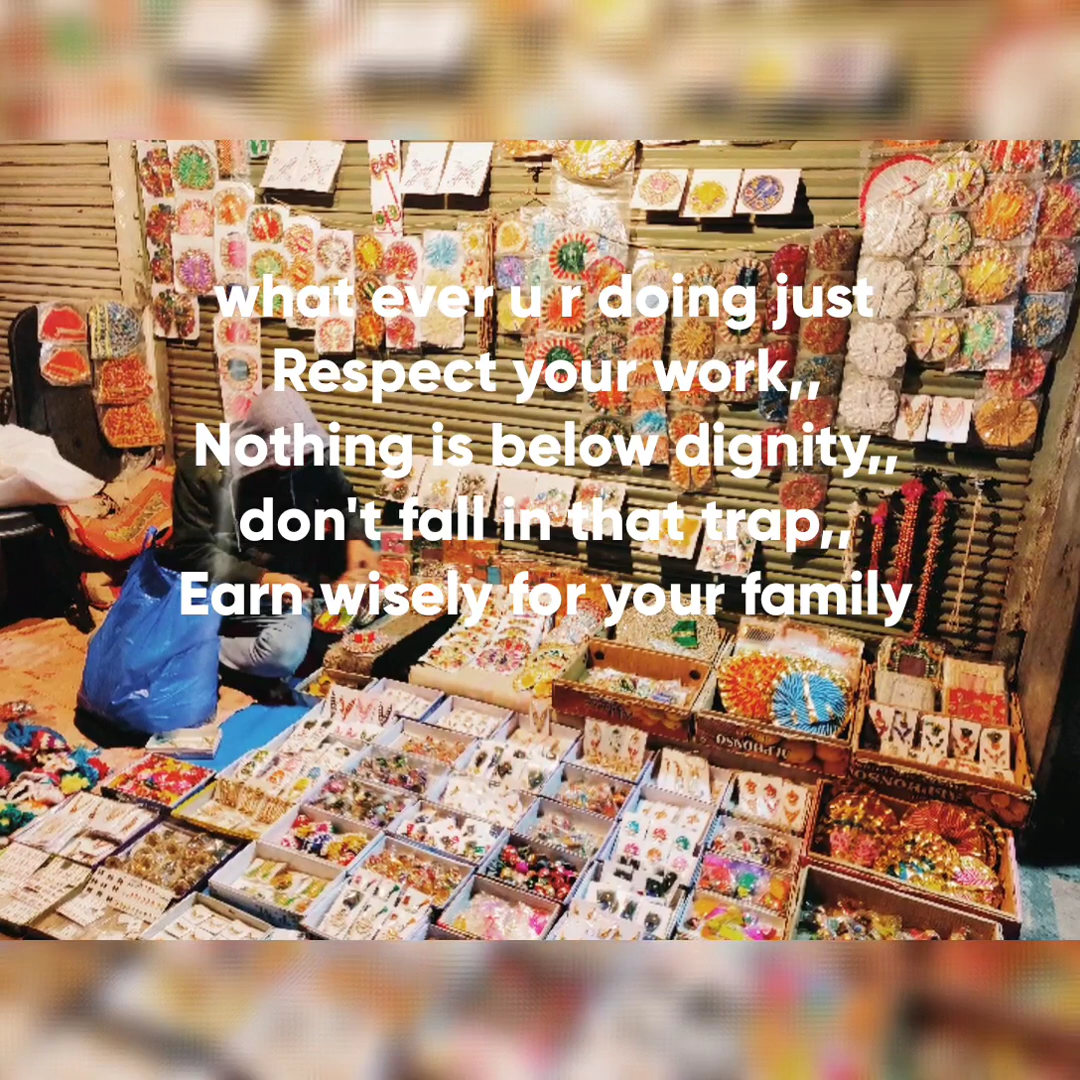 what ever u r doing just
Respect your work,,
Nothing is below dignity,,
don't fall in that trap,,
Earn wisely for your family